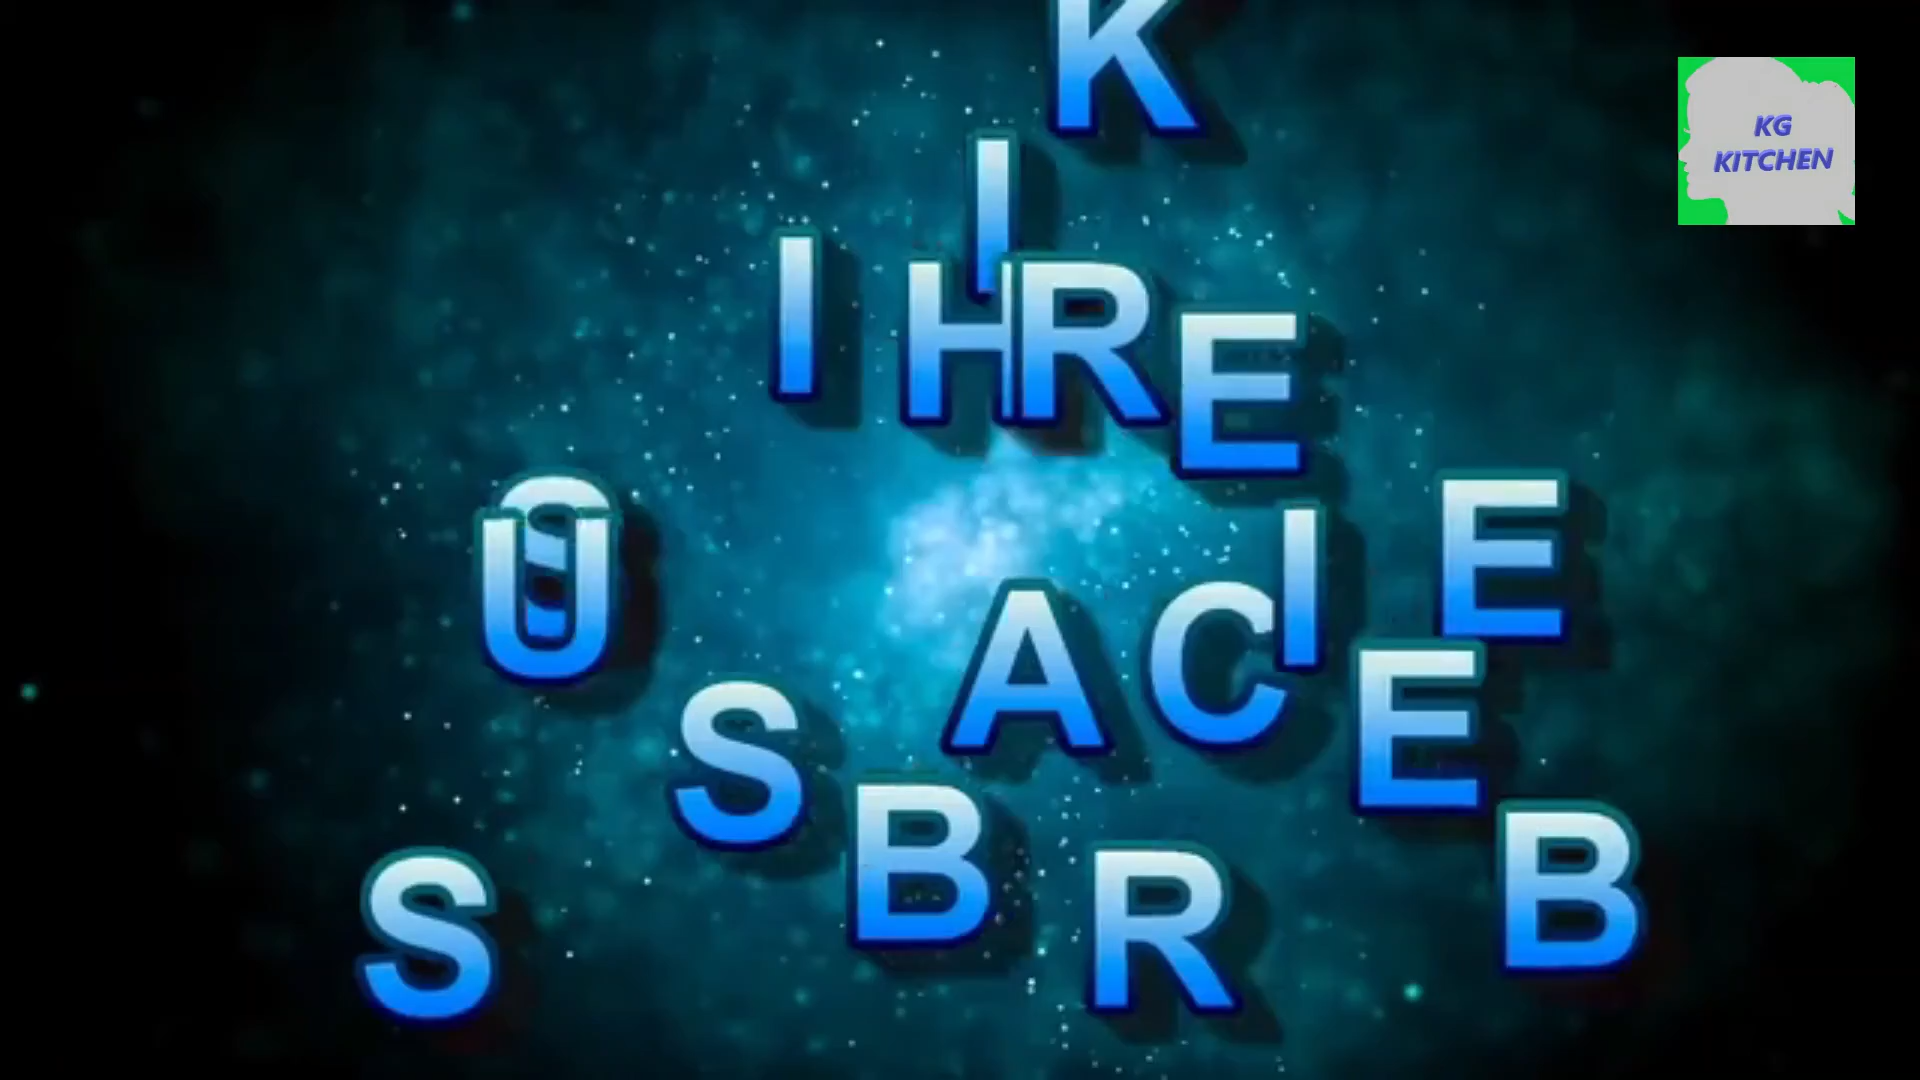 K
I
I H R E
S U I E
A C
S E
B B
S R
KG
KITCHEN